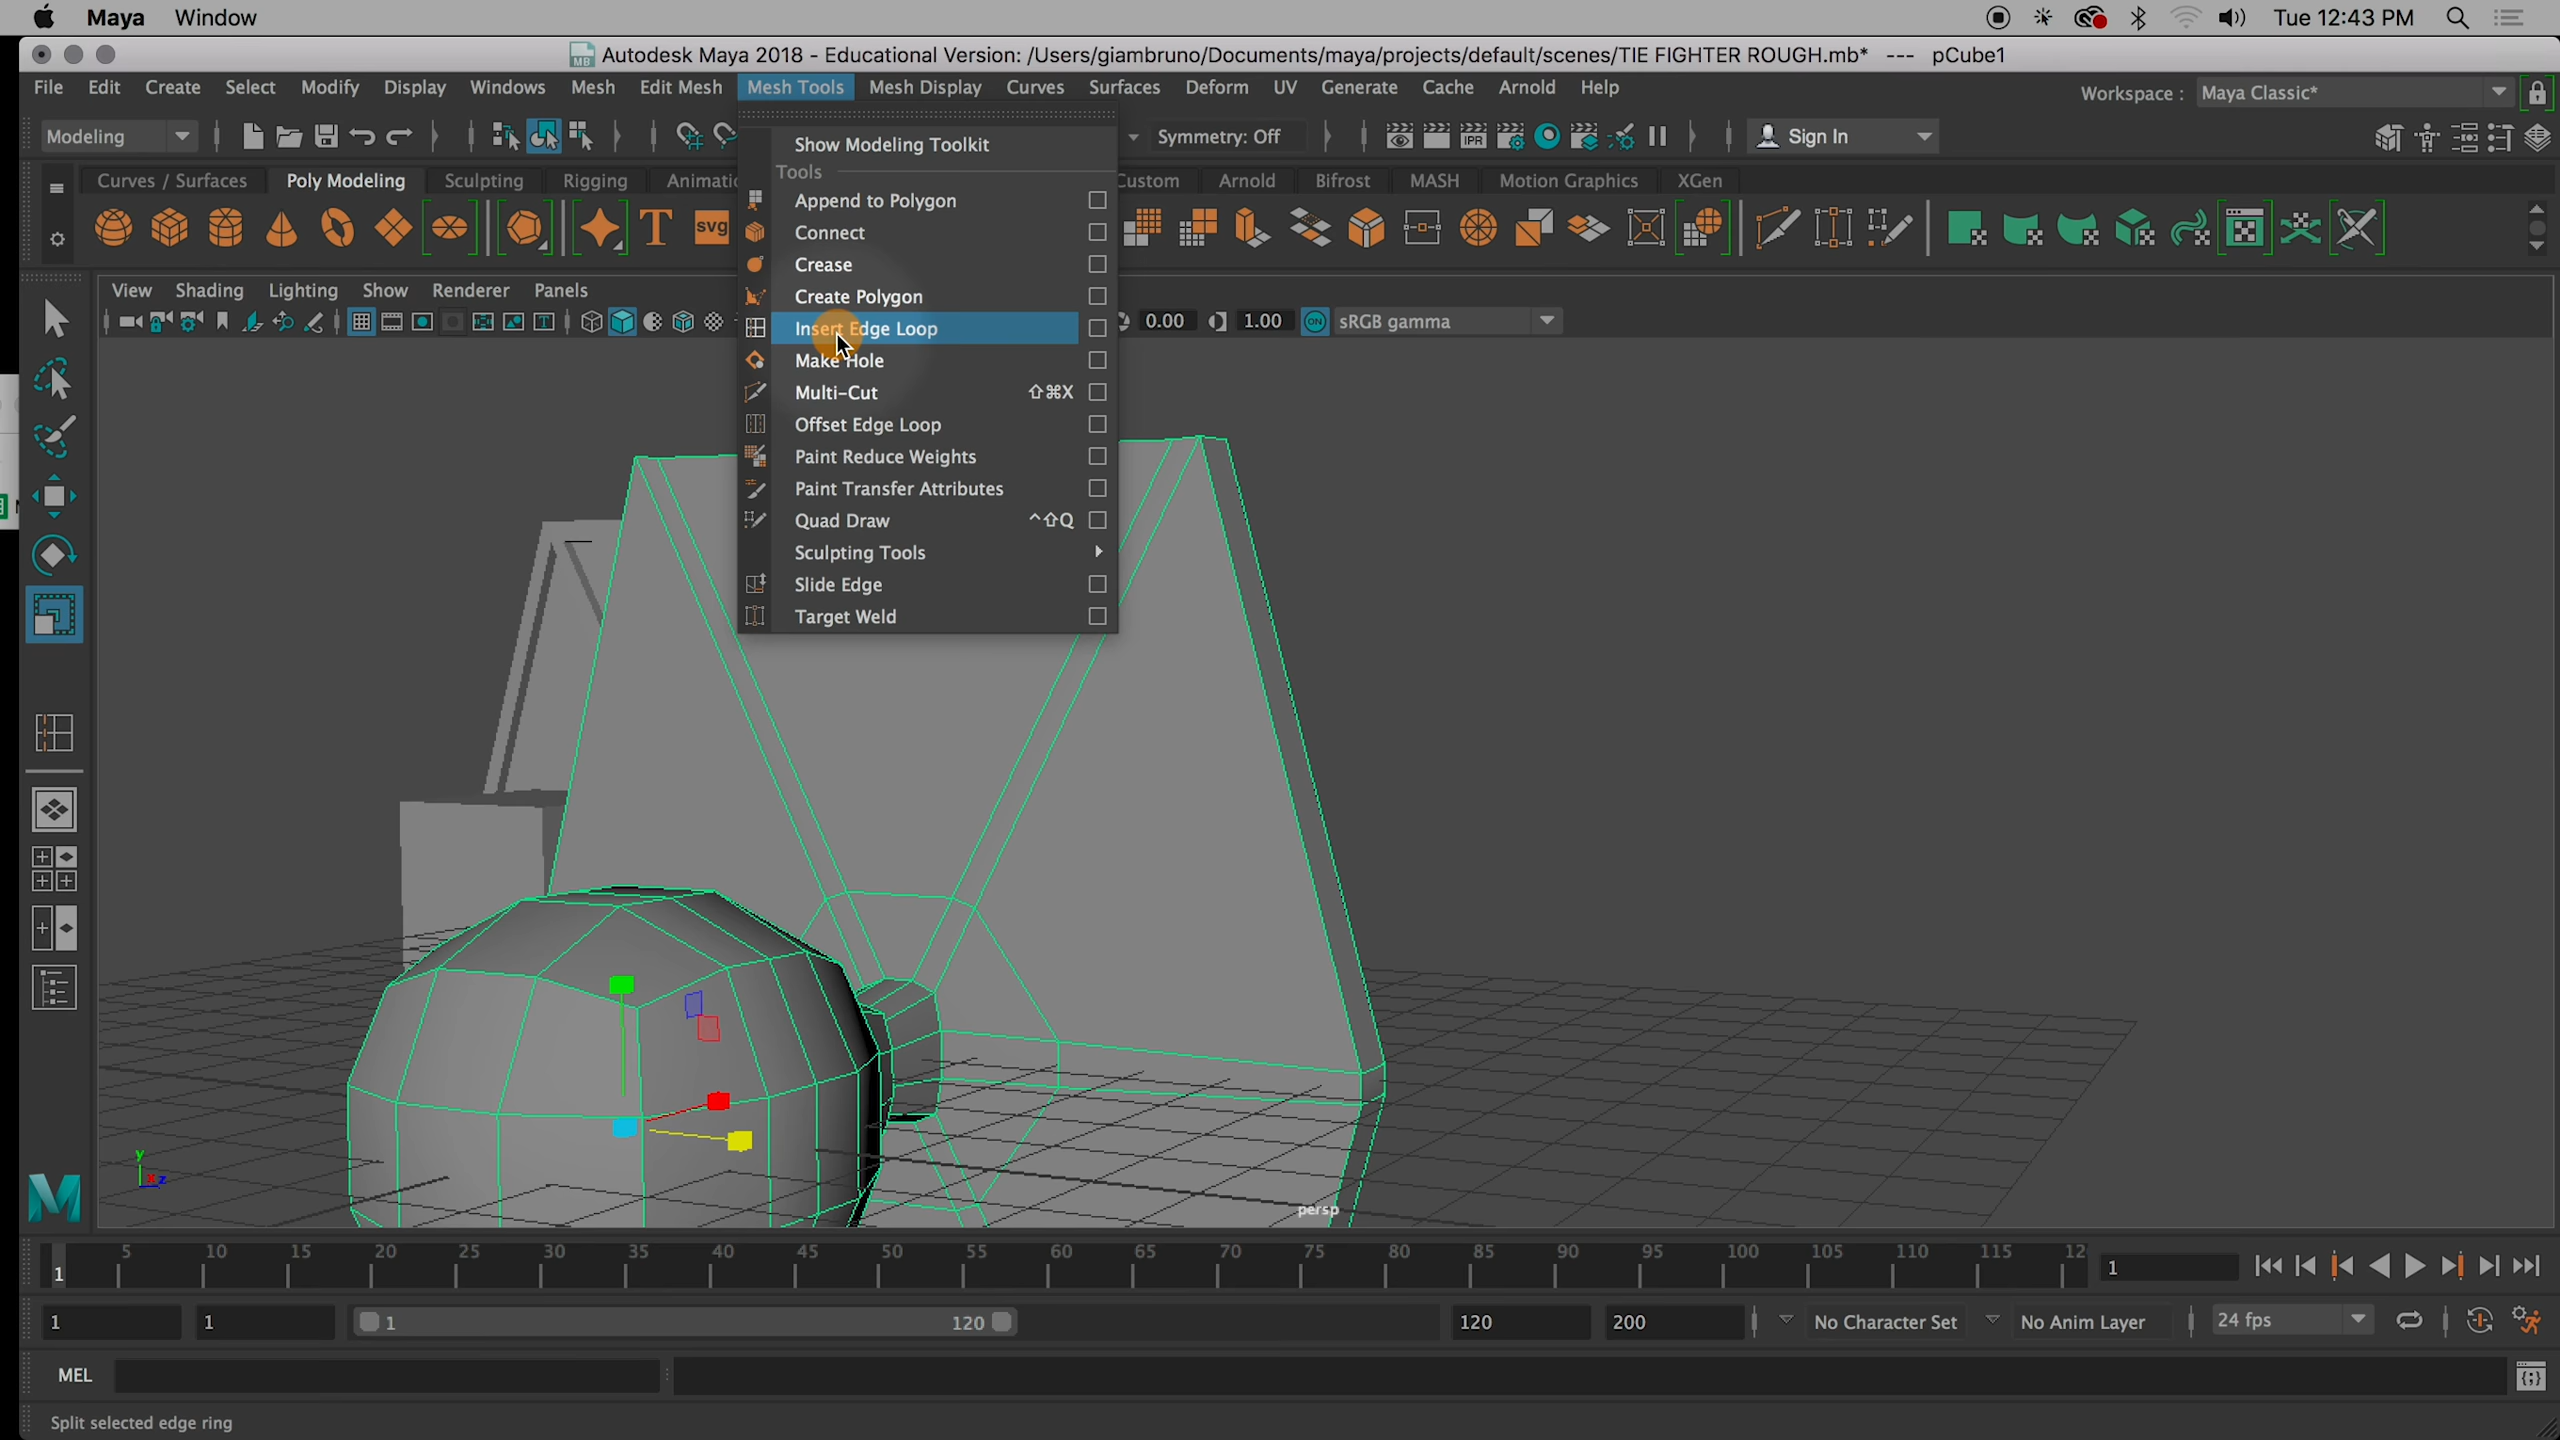 Maya Window Tue 12:43 PM
MB Autodesk Maya 2018 - Educational Version: /Users/giambruno/Documents/maya/projects/default/scenes/TIE FIGHTER ROUGH.mb* --- pCube1
File Edit Create Select Modify Display Windows Mesh Edit Mesh Mesh Tools Mesh Display Curves Surfaces Deform UV Generate Cache Arnold Help Workspace : Maya Classic*
Modeling Symmetry: Off IPR Sign In
Curves / Surfaces Poly Modeling Sculpting Rigging Animatio Custom Arnold Bifrost MASH Motion Graphics XGen
T svg
View Shading Lighting Show Renderer Panels 0.00 1.00 ON sRGB gamma
Show Modeling Toolkit
Tools
Append to Polygon
Connect
Crease
Create Polygon
Insert Edge Loop
Make Hole
Multi-Cut ⇧⌘X
Offset Edge Loop
Paint Reduce Weights
Paint Transfer Attributes
Quad Draw ^⇧Q
Sculpting Tools
Slide Edge
Target Weld
y
x z
persp
M
5 10 15 20 25 30 35 40 45 50 55 60 65 70 75 80 85 90 95 100 105 110 115 12
1 1
1 1 1 120 120 200 No Character Set No Anim Layer 24 fps
MEL
Split selected edge ring